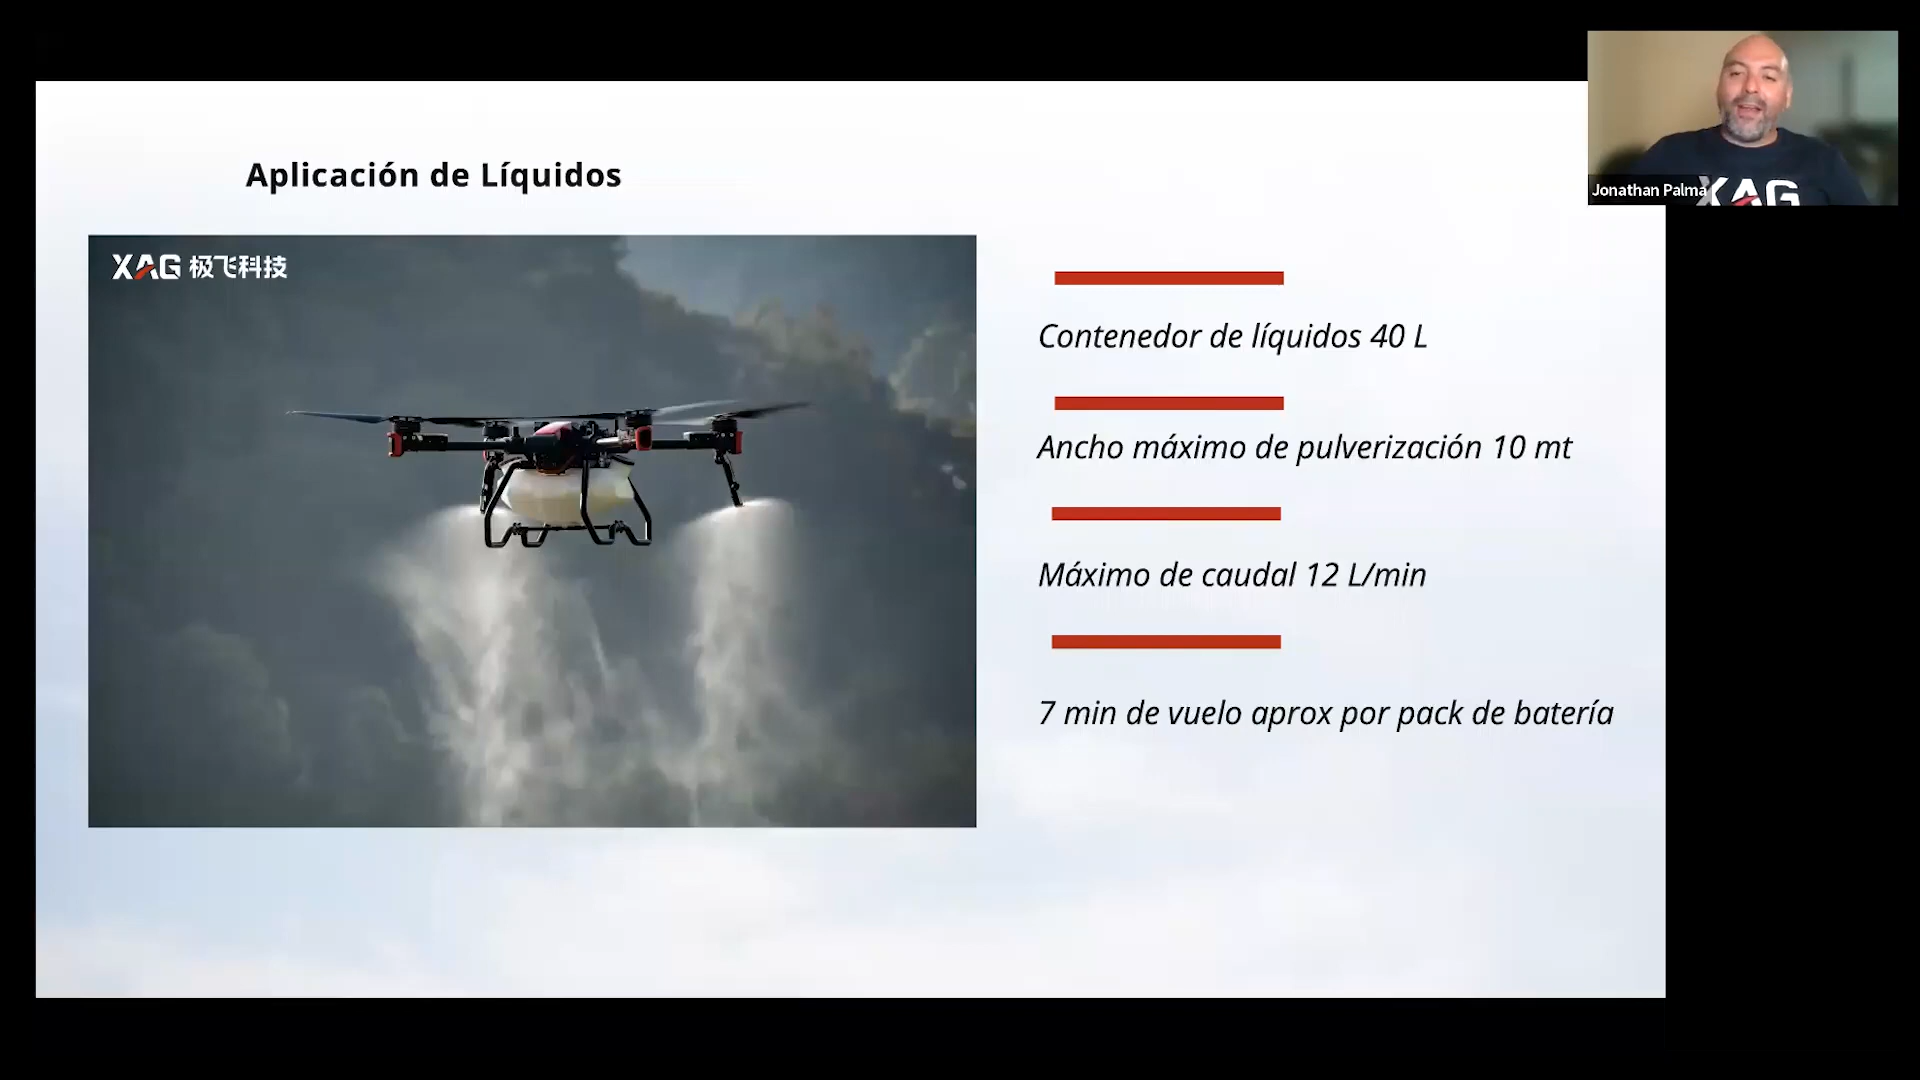 Aplicación de Líquidos
XAG 极飞科技
Contenedor de líquidos 40 L
Ancho máximo de pulverización 10 mt
Máximo de caudal 12 L/min
7 min de vuelo aprox por pack de batería
Jonathan Palma
XAG